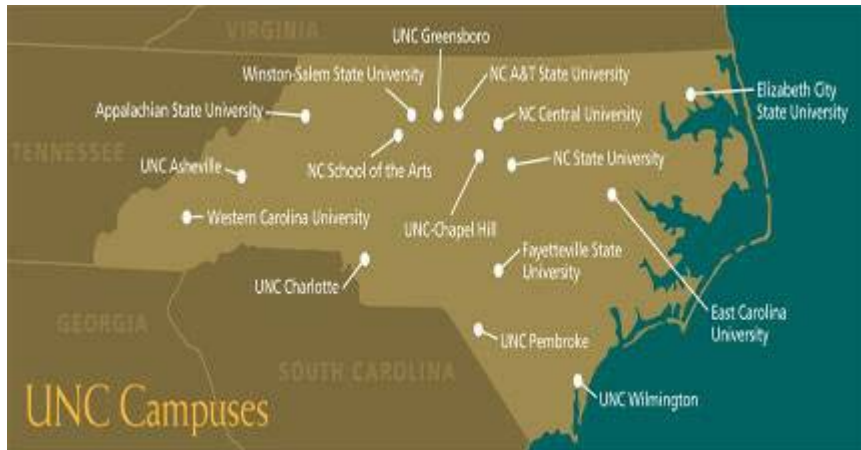 VIRGINIA
UNC Greensboro
Winston-Salem State University
NC A&T State University
Elizabeth City
State University
Appalachian State University
NC Central University
TENNESSEE
UNC Asheville
NC School of the Arts
NC State University
Western Carolina University
UNC-Chapel Hill
Fayetteville State
University
UNC Charlotte
East Carolina
University
GEORGIA
UNC Pembroke
SOUTH CAROLINA
UNC Wilmington
UNC Campuses